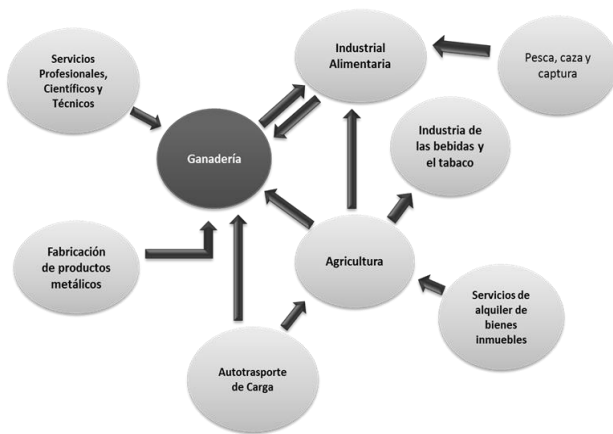 Servicios
Profesionales,
Científicos y
Técnicos
Industrial
Alimentaria
Pesca, caza y
captura
Ganadería
Industria de
las bebidas y
el tabaco
Fabricación
de productos
metálicos
Agricultura
Servicios de
alquiler de
bienes
inmuebles
Autotrasporte
de Carga